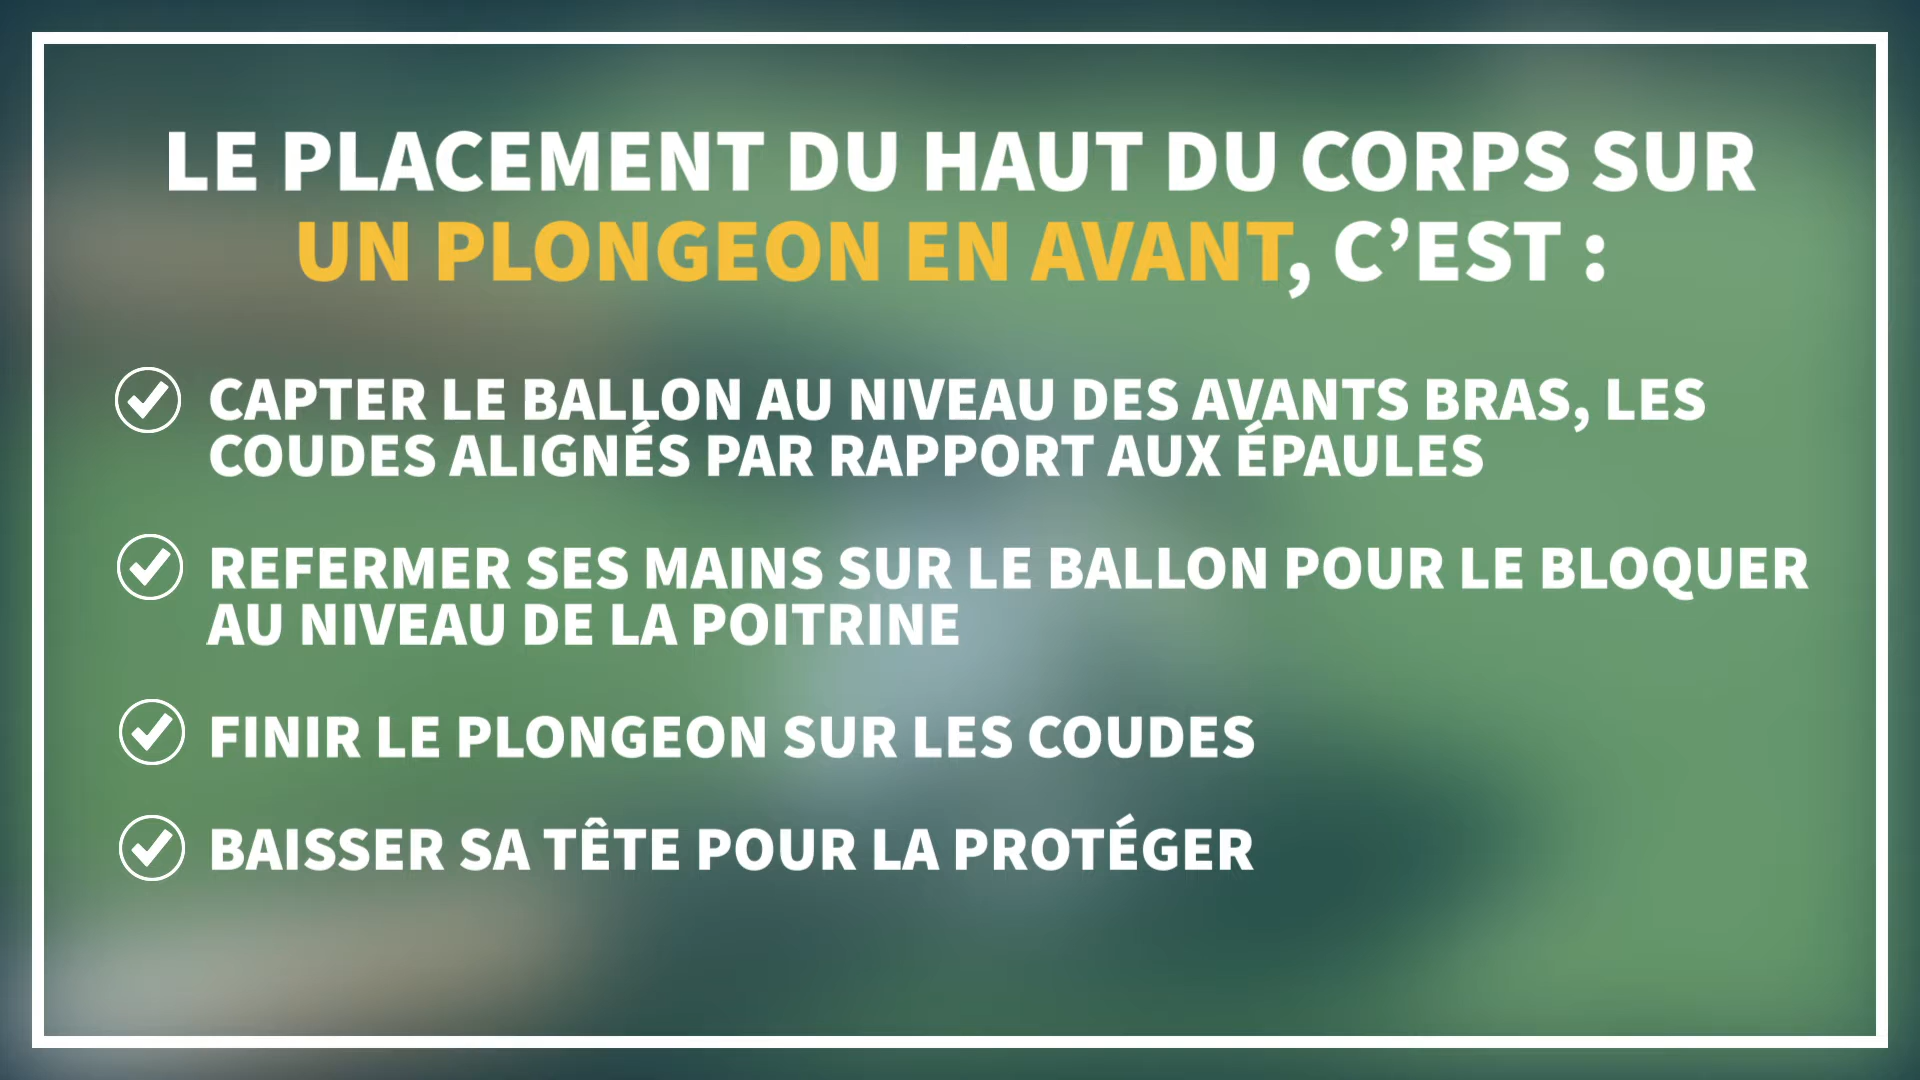 LE PLACEMENT DU HAUT DU CORPS SUR
UN PLONGEON EN AVANT, C’EST :
CAPTER LE BALLON AU NIVEAU DES AVANTS BRAS, LES
COUDES ALIGNÉS PAR RAPPORT AUX ÉPAULES
REFERMER SES MAINS SUR LE BALLON POUR LE BLOQUER
AU NIVEAU DE LA POITRINE
FINIR LE PLONGEON SUR LES COUDES
BAISSER SA TÊTE POUR LA PROTÉGER